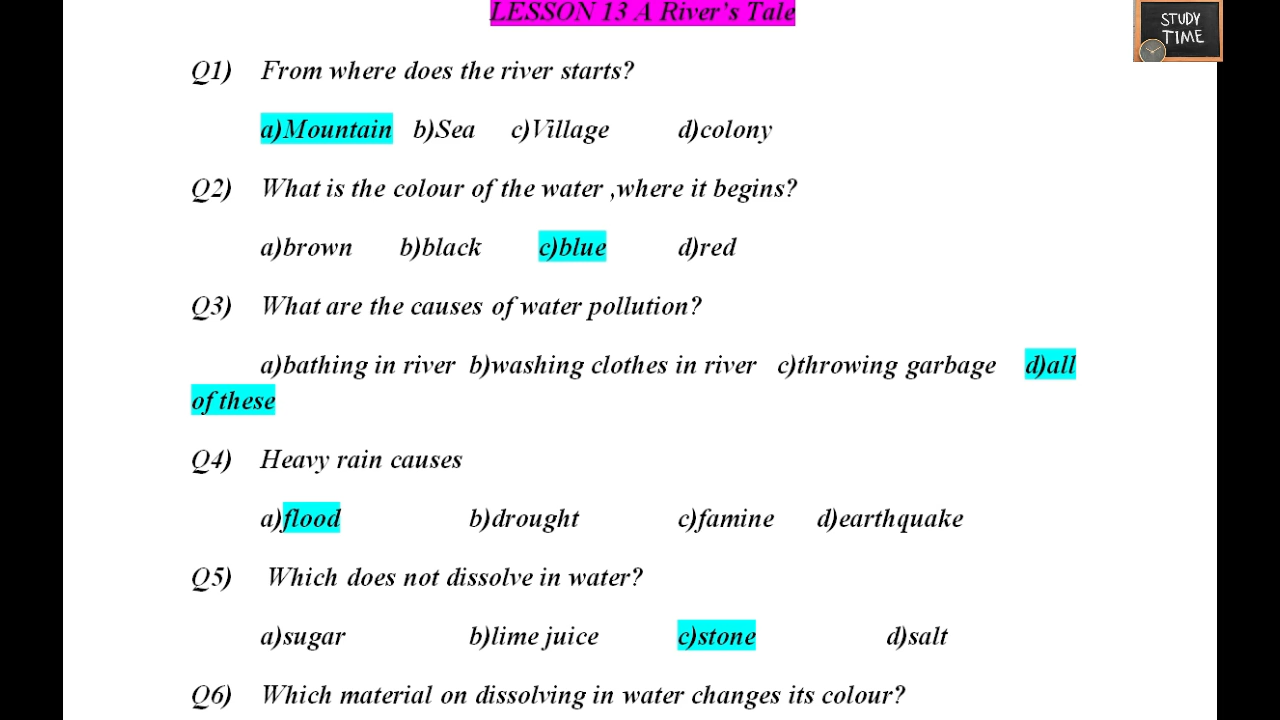 LESSON 13 A River's Tale
STUDY
TIME
Q1) From where does the river starts?
a)Mountain b)Sea c)Village d)colony
Q2) What is the colour of the water ,where it begins?
a)brown b)black c)blue d)red
Q3) What are the causes of water pollution?
a)bathing in river b)washing clothes in river c)throwing garbage d)all
of these
Q4) Heavy rain causes
a)flood b)drought c)famine d)earthquake
Q5) Which does not dissolve in water?
a)sugar b)lime juice c)stone d)salt
Q6) Which material on dissolving in water changes its colour?